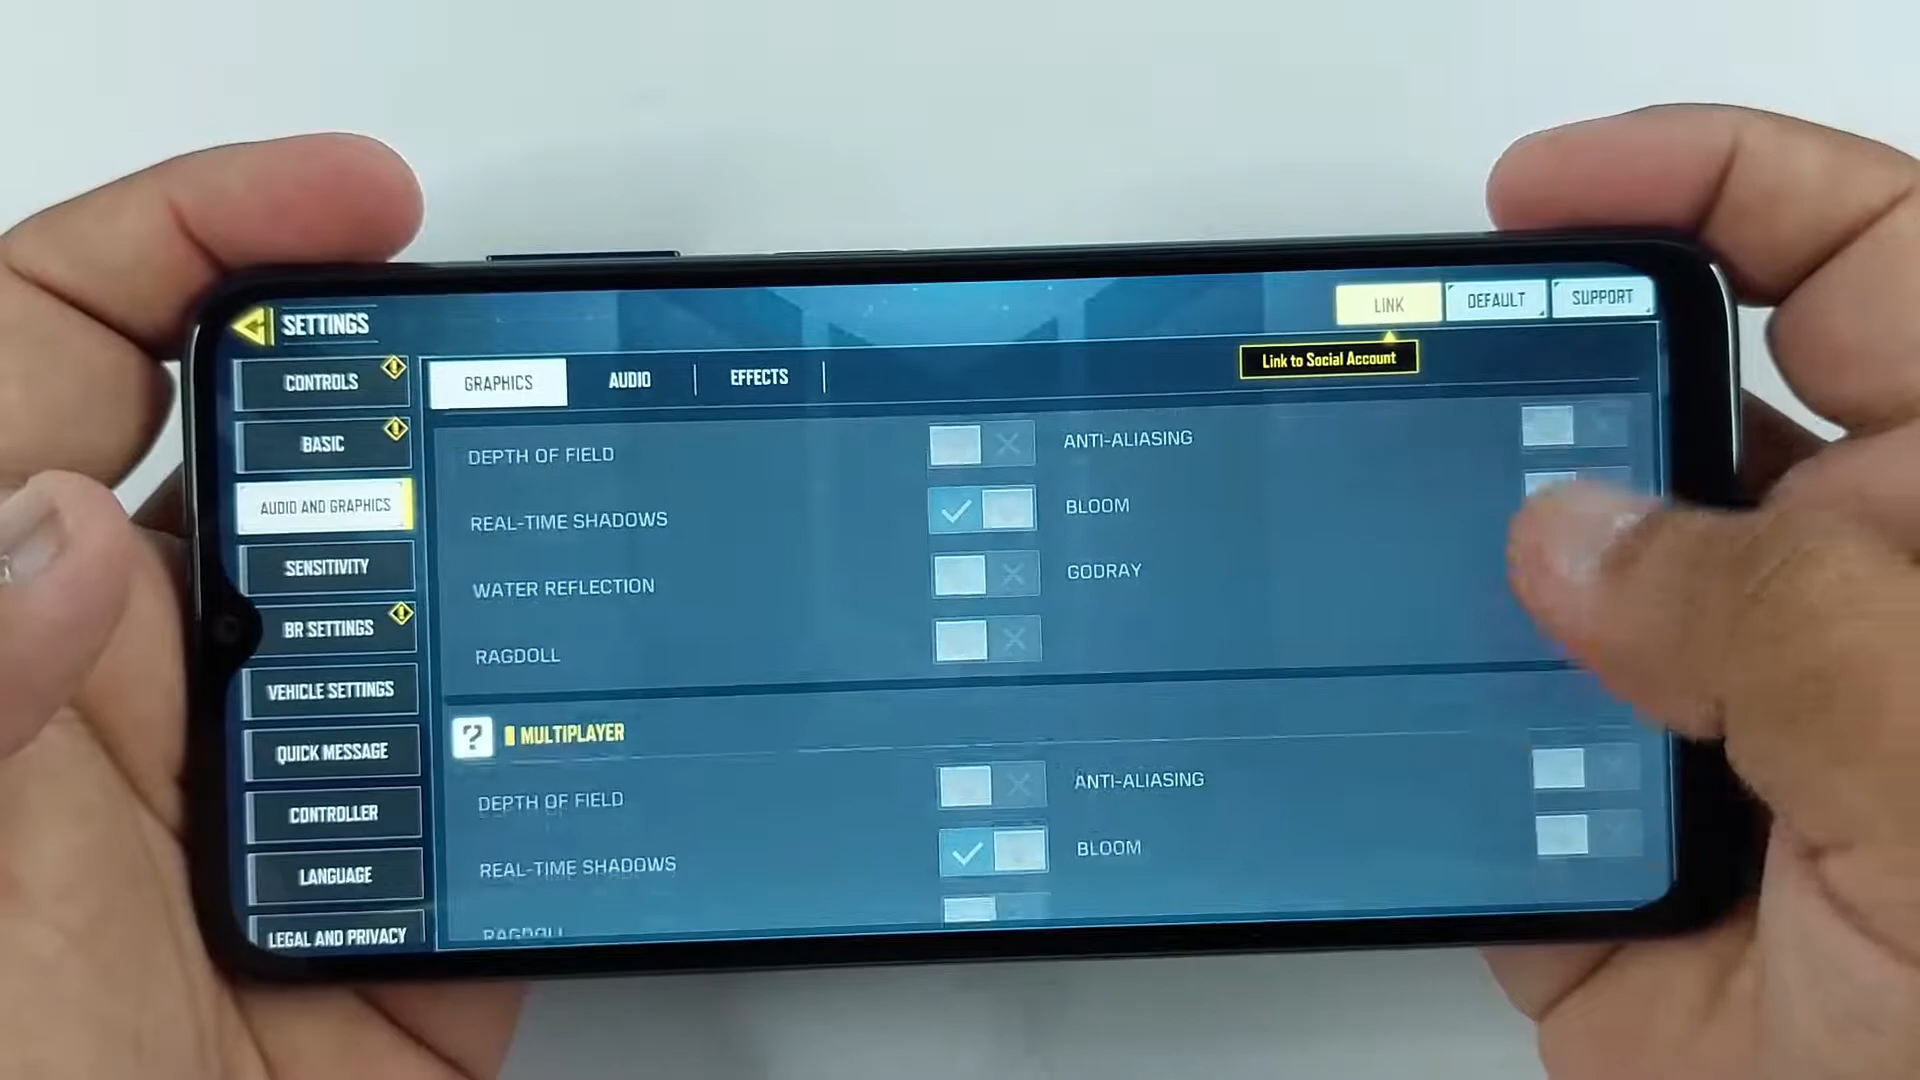 SETTINGS
LINK
DEFAULT
SUPPORT
Link to Social Account
CONTROLS
BASIC
AUDIO AND GRAPHICS
SENSITIVITY
BR SETTINGS
VEHICLE SETTINGS
QUICK MESSAGE
CONTROLLER
LANGUAGE
LEGAL AND PRIVACY
GRAPHICS
AUDIO
EFFECTS
DEPTH OF FIELD
ANTI-ALIASING
REAL-TIME SHADOWS
BLOOM
WATER REFLECTION
GODRAY
RAGDOLL
? MULTIPLAYER
DEPTH OF FIELD
ANTI-ALIASING
REAL-TIME SHADOWS
BLOOM
RAGDOLL